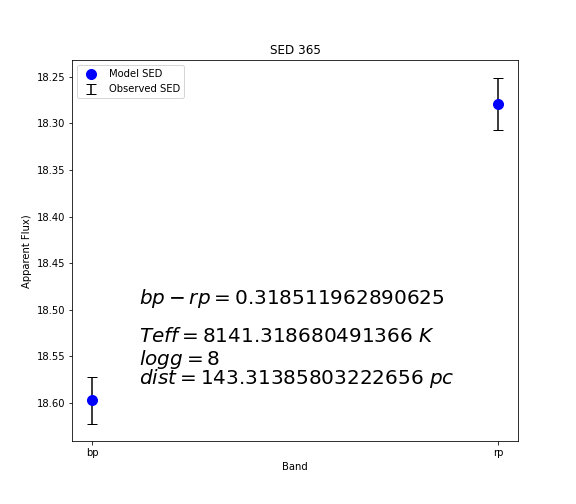 SED 365
Model SED
Observed SED
18.25
18.30
18.35
18.40
18.45
18.50
18.55
18.60
Apparent Flux)
bp − rp = 0.318511962890625
Teff = 8141.318680491366 K
logg = 8
dist = 143.31385803222656 pc
bp
rp
Band